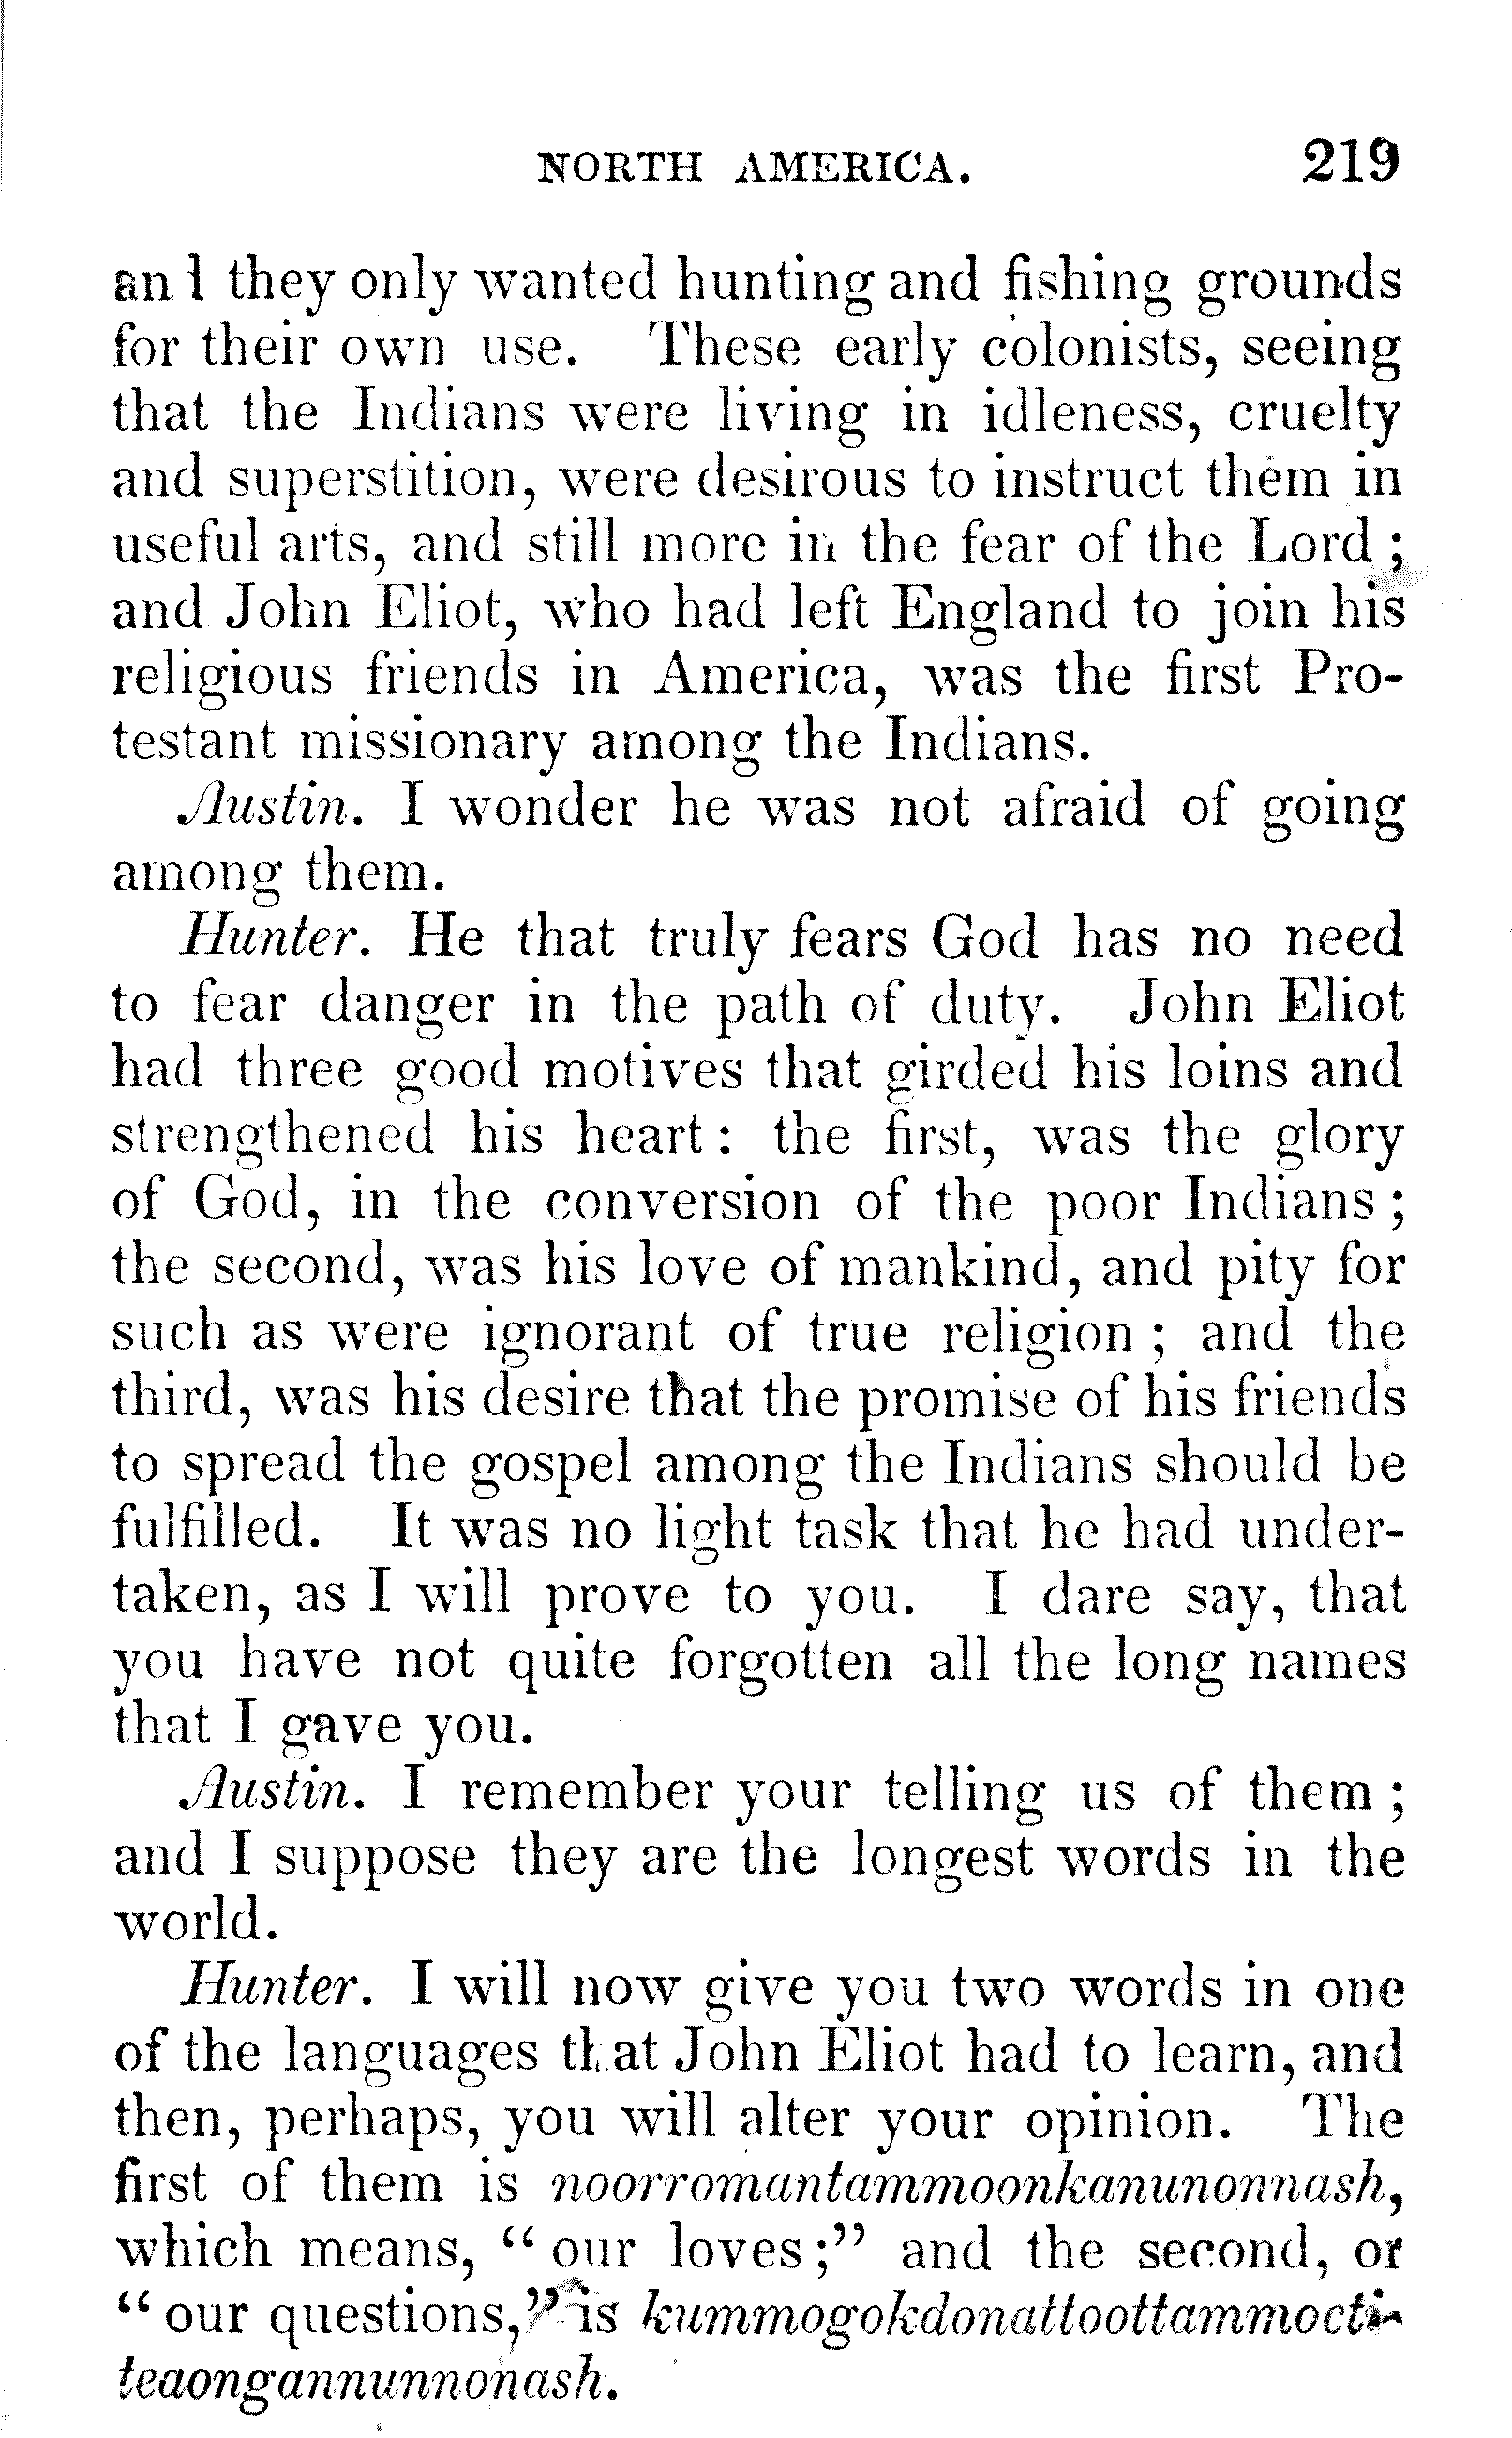 NORTH AMERICA. 219
and they only wanted hunting and fishing grounds
for their own use. These early colonists, seeing
that the Indians were living in idleness, cruelty
and superstition, were desirous to instruct them in
useful arts, and still more in the fear of the Lord ;
and John Eliot, who had left England to join his
religious friends in America, was the first Pro-
testant missionary among the Indians.
Austin. I wonder he was not afraid of going
among them.
Hunter. He that truly fears God has no need
to fear danger in the path of duty. John Eliot
had three good motives that girded his loins and
strengthened his heart : the first, was the glory
of God, in the conversion of the poor Indians ;
the second, was his love of mankind, and pity for
such as were ignorant of true religion ; and the
third, was his desire that the promise of his friends
to spread the gospel among the Indians should be
fulfilled. It was no light task that he had under-
taken, as I will prove to you. I dare say, that
you have not quite forgotten all the long names
that I gave you.
Austin. I remember your telling us of them ;
and I suppose they are the longest words in the
world.
Hunter. I will now give you two words in one
of the languages that John Eliot had to learn, and
then, perhaps, you will alter your opinion. The
first of them is noorromantammoonkanunonnash,
which means, “ our loves ;” and the second, or
“ our questions,” is kummogokdonattoottammocti-
teaongannunnonash.